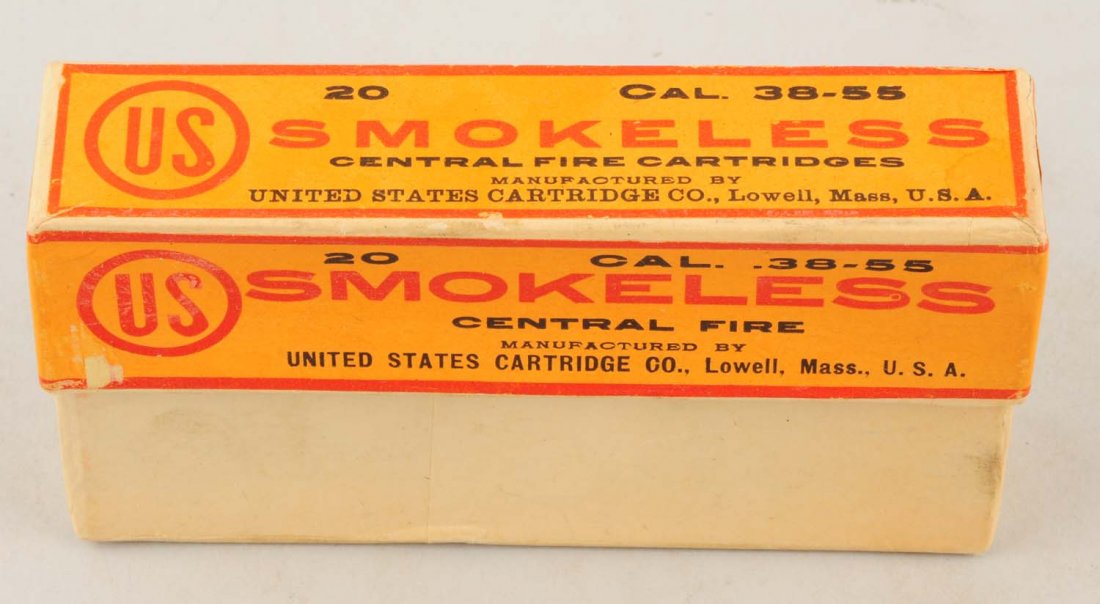 US
20 CAL. 38-55
SMOKELESS
CENTRAL FIRE CARTRIDGES
MANUFACTURED BY
UNITED STATES CARTRIDGE CO., Lowell, Mass, U.S.A.
US
20 CAL. .38-55
SMOKELESS
CENTRAL FIRE
MANUFACTURED BY
UNITED STATES CARTRIDGE CO., Lowell, Mass., U. S. A.